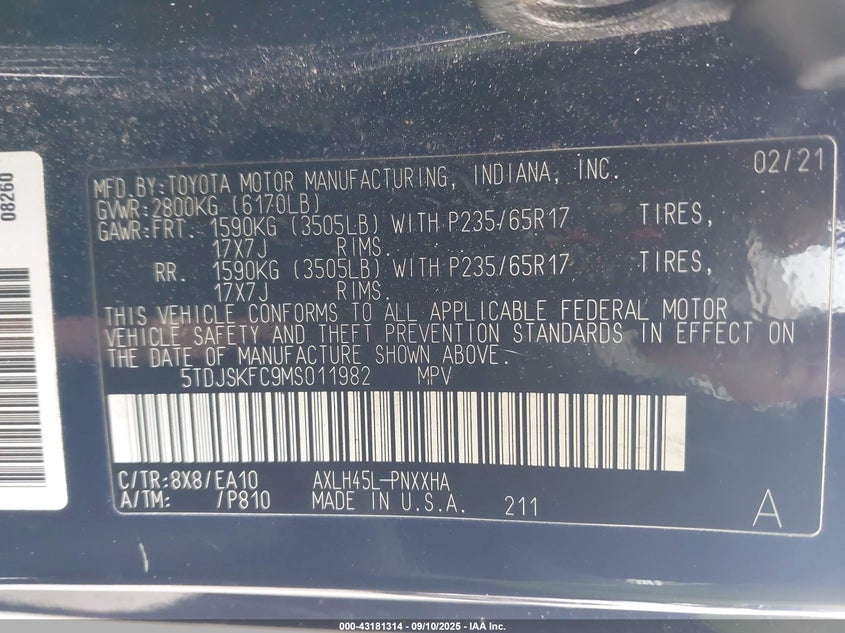 08260
MFD.BY:TOYOTA MOTOR MANUFACTURING, INDIANA, INC. 02/21
GVWR:2800KG (6170LB)
GAWR:FRT. 1590KG (3505LB) WITH P235/65R17 TIRES,
17X7J RIMS.
RR. 1590KG (3505LB) WITH P235/65R17 TIRES,
17X7J RIMS.
THIS VEHICLE CONFORMS TO ALL APPLICABLE FEDERAL MOTOR
VEHICLE SAFETY AND THEFT PREVENTION STANDARDS IN EFFECT ON
THE DATE OF MANUFACTURE SHOWN ABOVE.
5TDJSKFC9MS011982 MPV
C/TR:8X8/EA10 AXLH45L-PNXXHA
A/TM: /P810 MADE IN U.S.A. 211 A
000-43181314 - 09/10/2025 - IAA Inc.